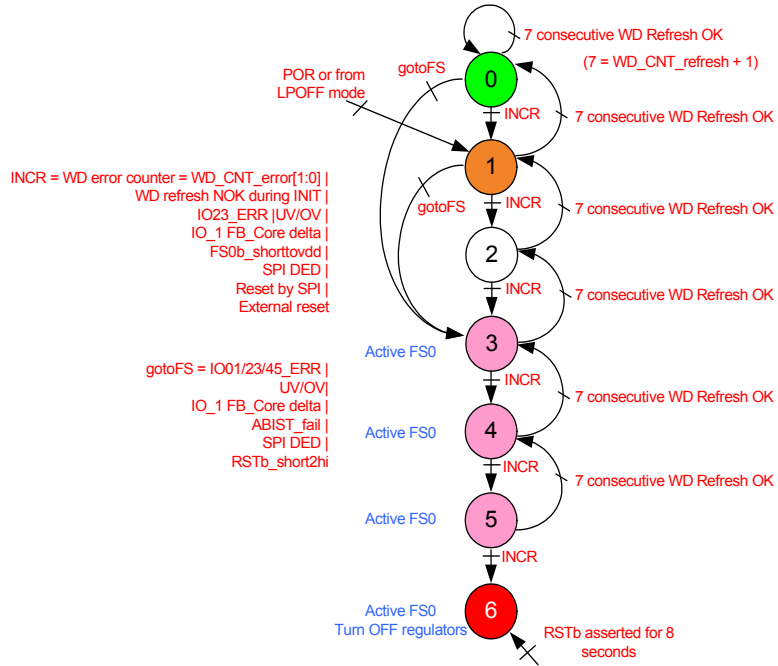 7 consecutive WD Refresh OK
(7 = WD_CNT_refresh + 1)
gotoFS
0
POR or from
LPOFF mode
INCR
7 consecutive WD Refresh OK
1
INCR = WD error counter = WD_CNT_error[1:0] |
WD refresh NOK during INIT |
IO23_ERR |UV/OV |
IO_1 FB_Core delta |
FS0b_shorttovdd |
SPI DED |
Reset by SPI |
External reset
gotoFS
INCR
7 consecutive WD Refresh OK
2
INCR
7 consecutive WD Refresh OK
Active FS0
3
gotoFS = IO01/23/45_ERR |
UV/OV|
IO_1 FB_Core delta |
ABIST_fail |
SPI DED |
RSTb_short2hi
INCR
7 consecutive WD Refresh OK
Active FS0
4
INCR
7 consecutive WD Refresh OK
Active FS0
5
INCR
Active FS0
Turn OFF regulators
6
RSTb asserted for 8
seconds